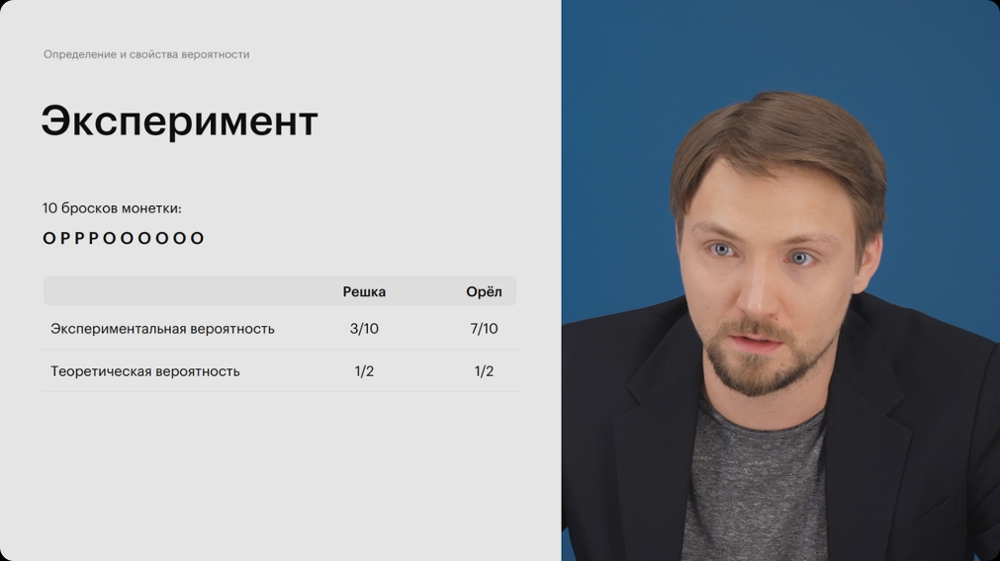 Определение и свойства вероятности
Эксперимент
10 бросков монетки:
О Р Р Р О О О О О О
Решка Орёл
Экспериментальная вероятность 3/10 7/10
Теоретическая вероятность 1/2 1/2